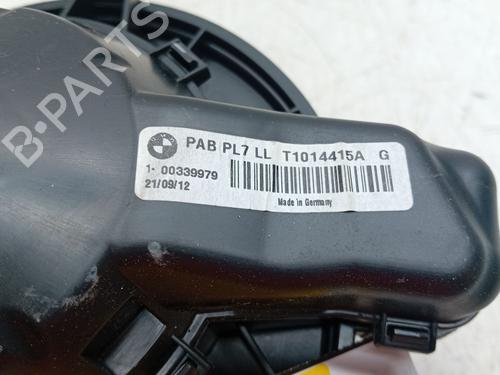 PAB PL7 LL T1014415A G
1- 00339979
21/09/12
Made in Germany
B-PARTS